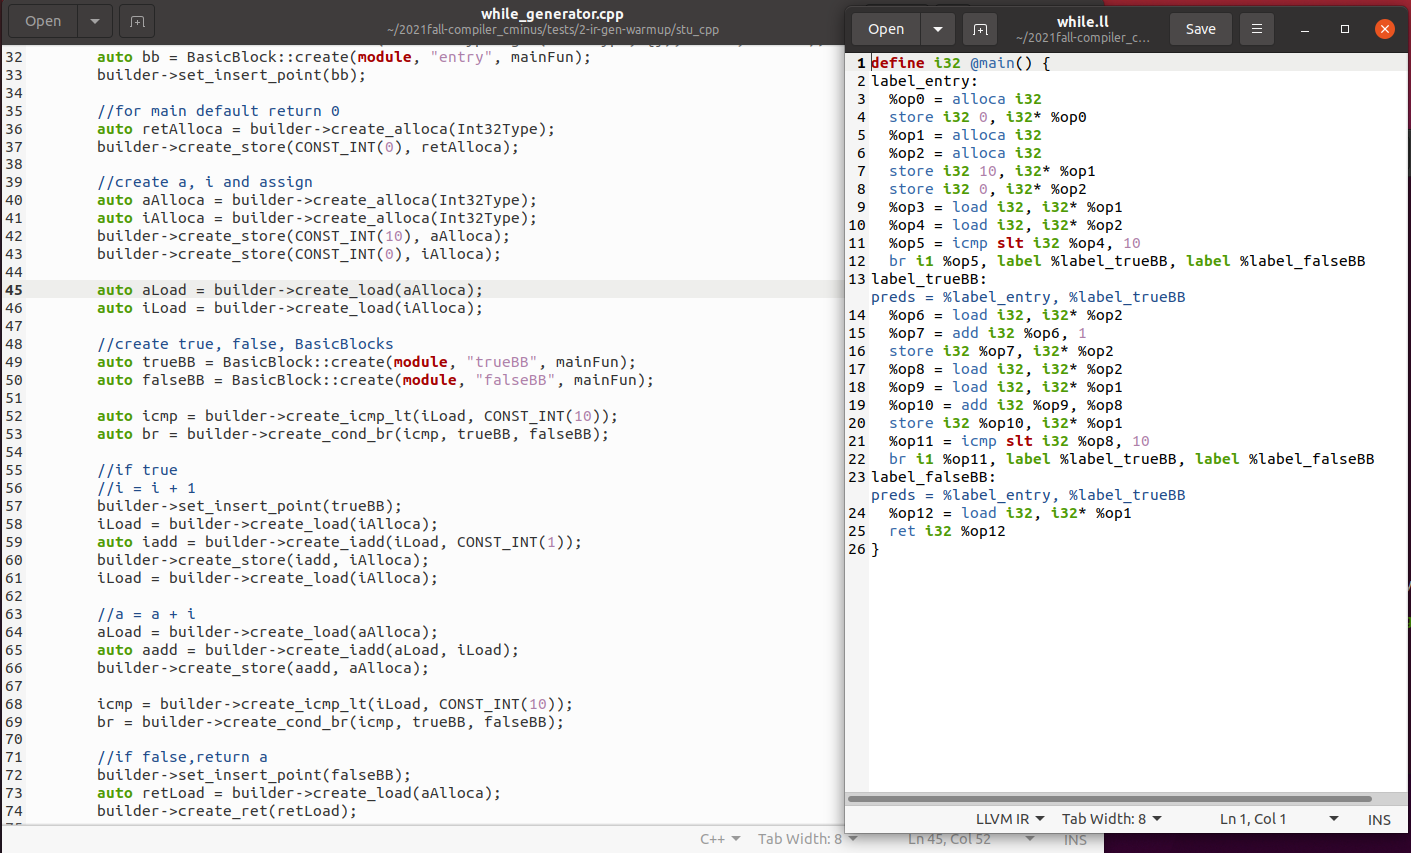 Open
while_generator.cpp
~/2021fall-compiler_cminus/tests/2-ir-gen-warmup/stu_cpp
32 auto bb = BasicBlock::create(module, "entry", mainFun);
33 builder->set_insert_point(bb);
34
35 //for main default return 0
36 auto retAlloca = builder->create_alloca(Int32Type);
37 builder->create_store(CONST_INT(0), retAlloca);
38
39 //create a, i and assign
40 auto aAlloca = builder->create_alloca(Int32Type);
41 auto iAlloca = builder->create_alloca(Int32Type);
42 builder->create_store(CONST_INT(10), aAlloca);
43 builder->create_store(CONST_INT(0), iAlloca);
44
45 auto aLoad = builder->create_load(aAlloca);
46 auto iLoad = builder->create_load(iAlloca);
47
48 //create true, false, BasicBlocks
49 auto trueBB = BasicBlock::create(module, "trueBB", mainFun);
50 auto falseBB = BasicBlock::create(module, "falseBB", mainFun);
51
52 auto icmp = builder->create_icmp_lt(iLoad, CONST_INT(10));
53 auto br = builder->create_cond_br(icmp, trueBB, falseBB);
54
55 //if true
56 //i = i + 1
57 builder->set_insert_point(trueBB);
58 iLoad = builder->create_load(iAlloca);
59 auto iadd = builder->create_iadd(iLoad, CONST_INT(1));
60 builder->create_store(iadd, iAlloca);
61 iLoad = builder->create_load(iAlloca);
62
63 //a = a + i
64 aLoad = builder->create_load(aAlloca);
65 auto aadd = builder->create_iadd(aLoad, iLoad);
66 builder->create_store(aadd, aAlloca);
67
68 icmp = builder->create_icmp_lt(iLoad, CONST_INT(10));
69 br = builder->create_cond_br(icmp, trueBB, falseBB);
70
71 //if false,return a
72 builder->set_insert_point(falseBB);
73 auto retLoad = builder->create_load(aAlloca);
74 builder->create_ret(retLoad);
C++ Tab Width: 8 Ln 45, Col 52 INS
Open
while.ll
~/2021fall-compiler_c...
Save
1 define i32 @main() {
2 label_entry:
3 %op0 = alloca i32
4 store i32 0, i32* %op0
5 %op1 = alloca i32
6 %op2 = alloca i32
7 store i32 10, i32* %op1
8 store i32 0, i32* %op2
9 %op3 = load i32, i32* %op1
10 %op4 = load i32, i32* %op2
11 %op5 = icmp slt i32 %op4, 10
12 br i1 %op5, label %label_trueBB, label %label_falseBB
13 label_trueBB:
preds = %label_entry, %label_trueBB
14 %op6 = load i32, i32* %op2
15 %op7 = add i32 %op6, 1
16 store i32 %op7, i32* %op2
17 %op8 = load i32, i32* %op2
18 %op9 = load i32, i32* %op1
19 %op10 = add i32 %op9, %op8
20 store i32 %op10, i32* %op1
21 %op11 = icmp slt i32 %op8, 10
22 br i1 %op11, label %label_trueBB, label %label_falseBB
23 label_falseBB:
preds = %label_entry, %label_trueBB
24 %op12 = load i32, i32* %op1
25 ret i32 %op12
26 }
LLVM IR Tab Width: 8 Ln 1, Col 1 INS